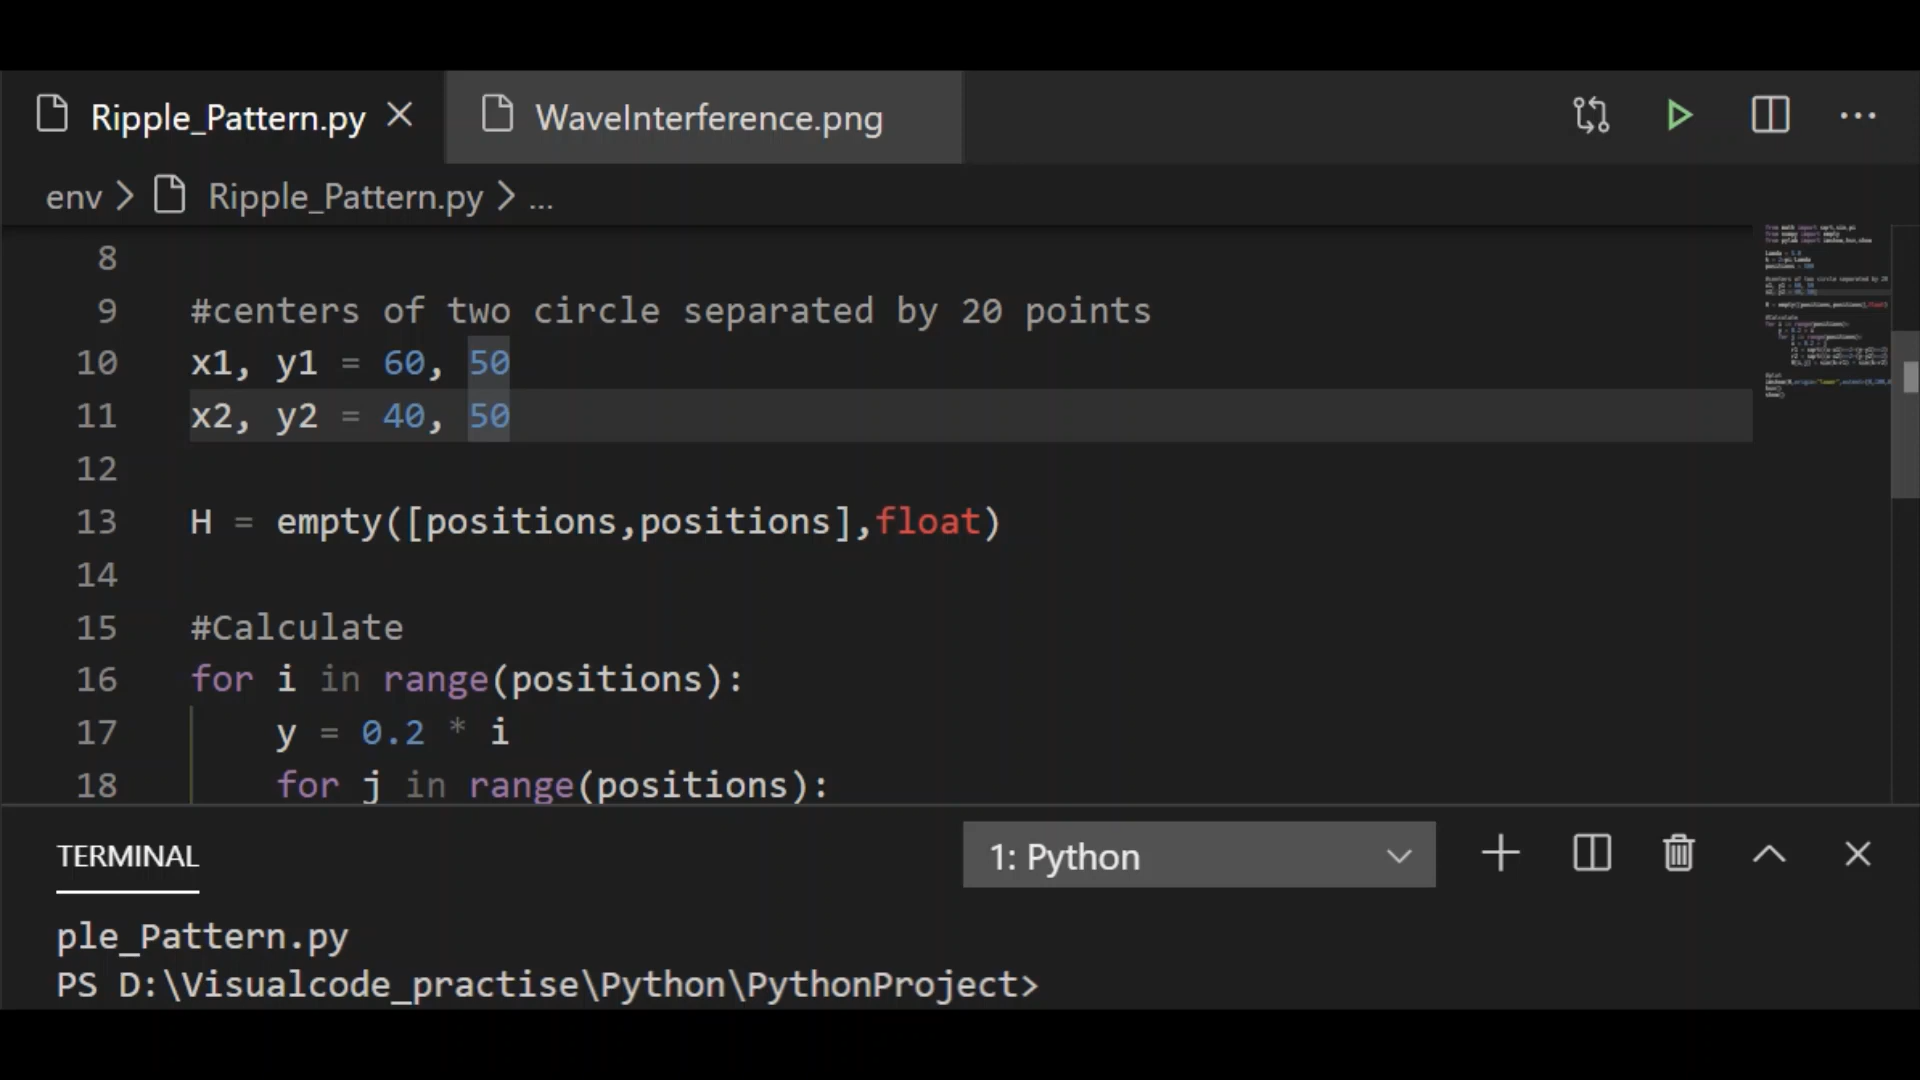 Ripple_Pattern.py
WaveInterference.png
env > Ripple_Pattern.py > ...
8
9 #centers of two circle separated by 20 points
10 x1, y1 = 60, 50
11 x2, y2 = 40, 50
12
13 H = empty([positions,positions],float)
14
15 #Calculate
16 for i in range(positions):
17 y = 0.2 * i
18 for j in range(positions):
TERMINAL
1: Python
ple_Pattern.py
PS D:\Visualcode_practise\Python\PythonProject>